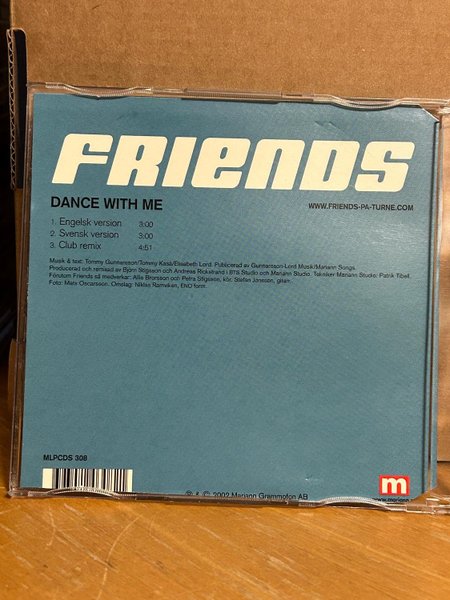 FRIENDS
DANCE WITH ME
WWW.FRIENDS-PA-TURNE.COM
1. Engelsk version 3:00
2. Svensk version 3:00
3. Club remix 4:51
Musik & text: Tommy Gunnarsson/Tommy Kaså/Elisabeth Lord. Publicerad av Gunnarsson-Lord Musik/Mariann Songs.
Producerad och remixad av Björn Stigsson och Andreas Rickstrand i BTS Studio och Mariann Studio. Tekniker Mariann Studio: Patrik Tibell.
Förutom Friends så medverkar: Allis Brorsson och Petra Stigsson, kör; Stefan Jansson, gitarr.
Foto: Mats Oscarsson. Omslag: Niklas Ramviken, ENO form.
MLPCDS 308
℗ & © 2002 Mariann Grammofon AB
m
www.mariann